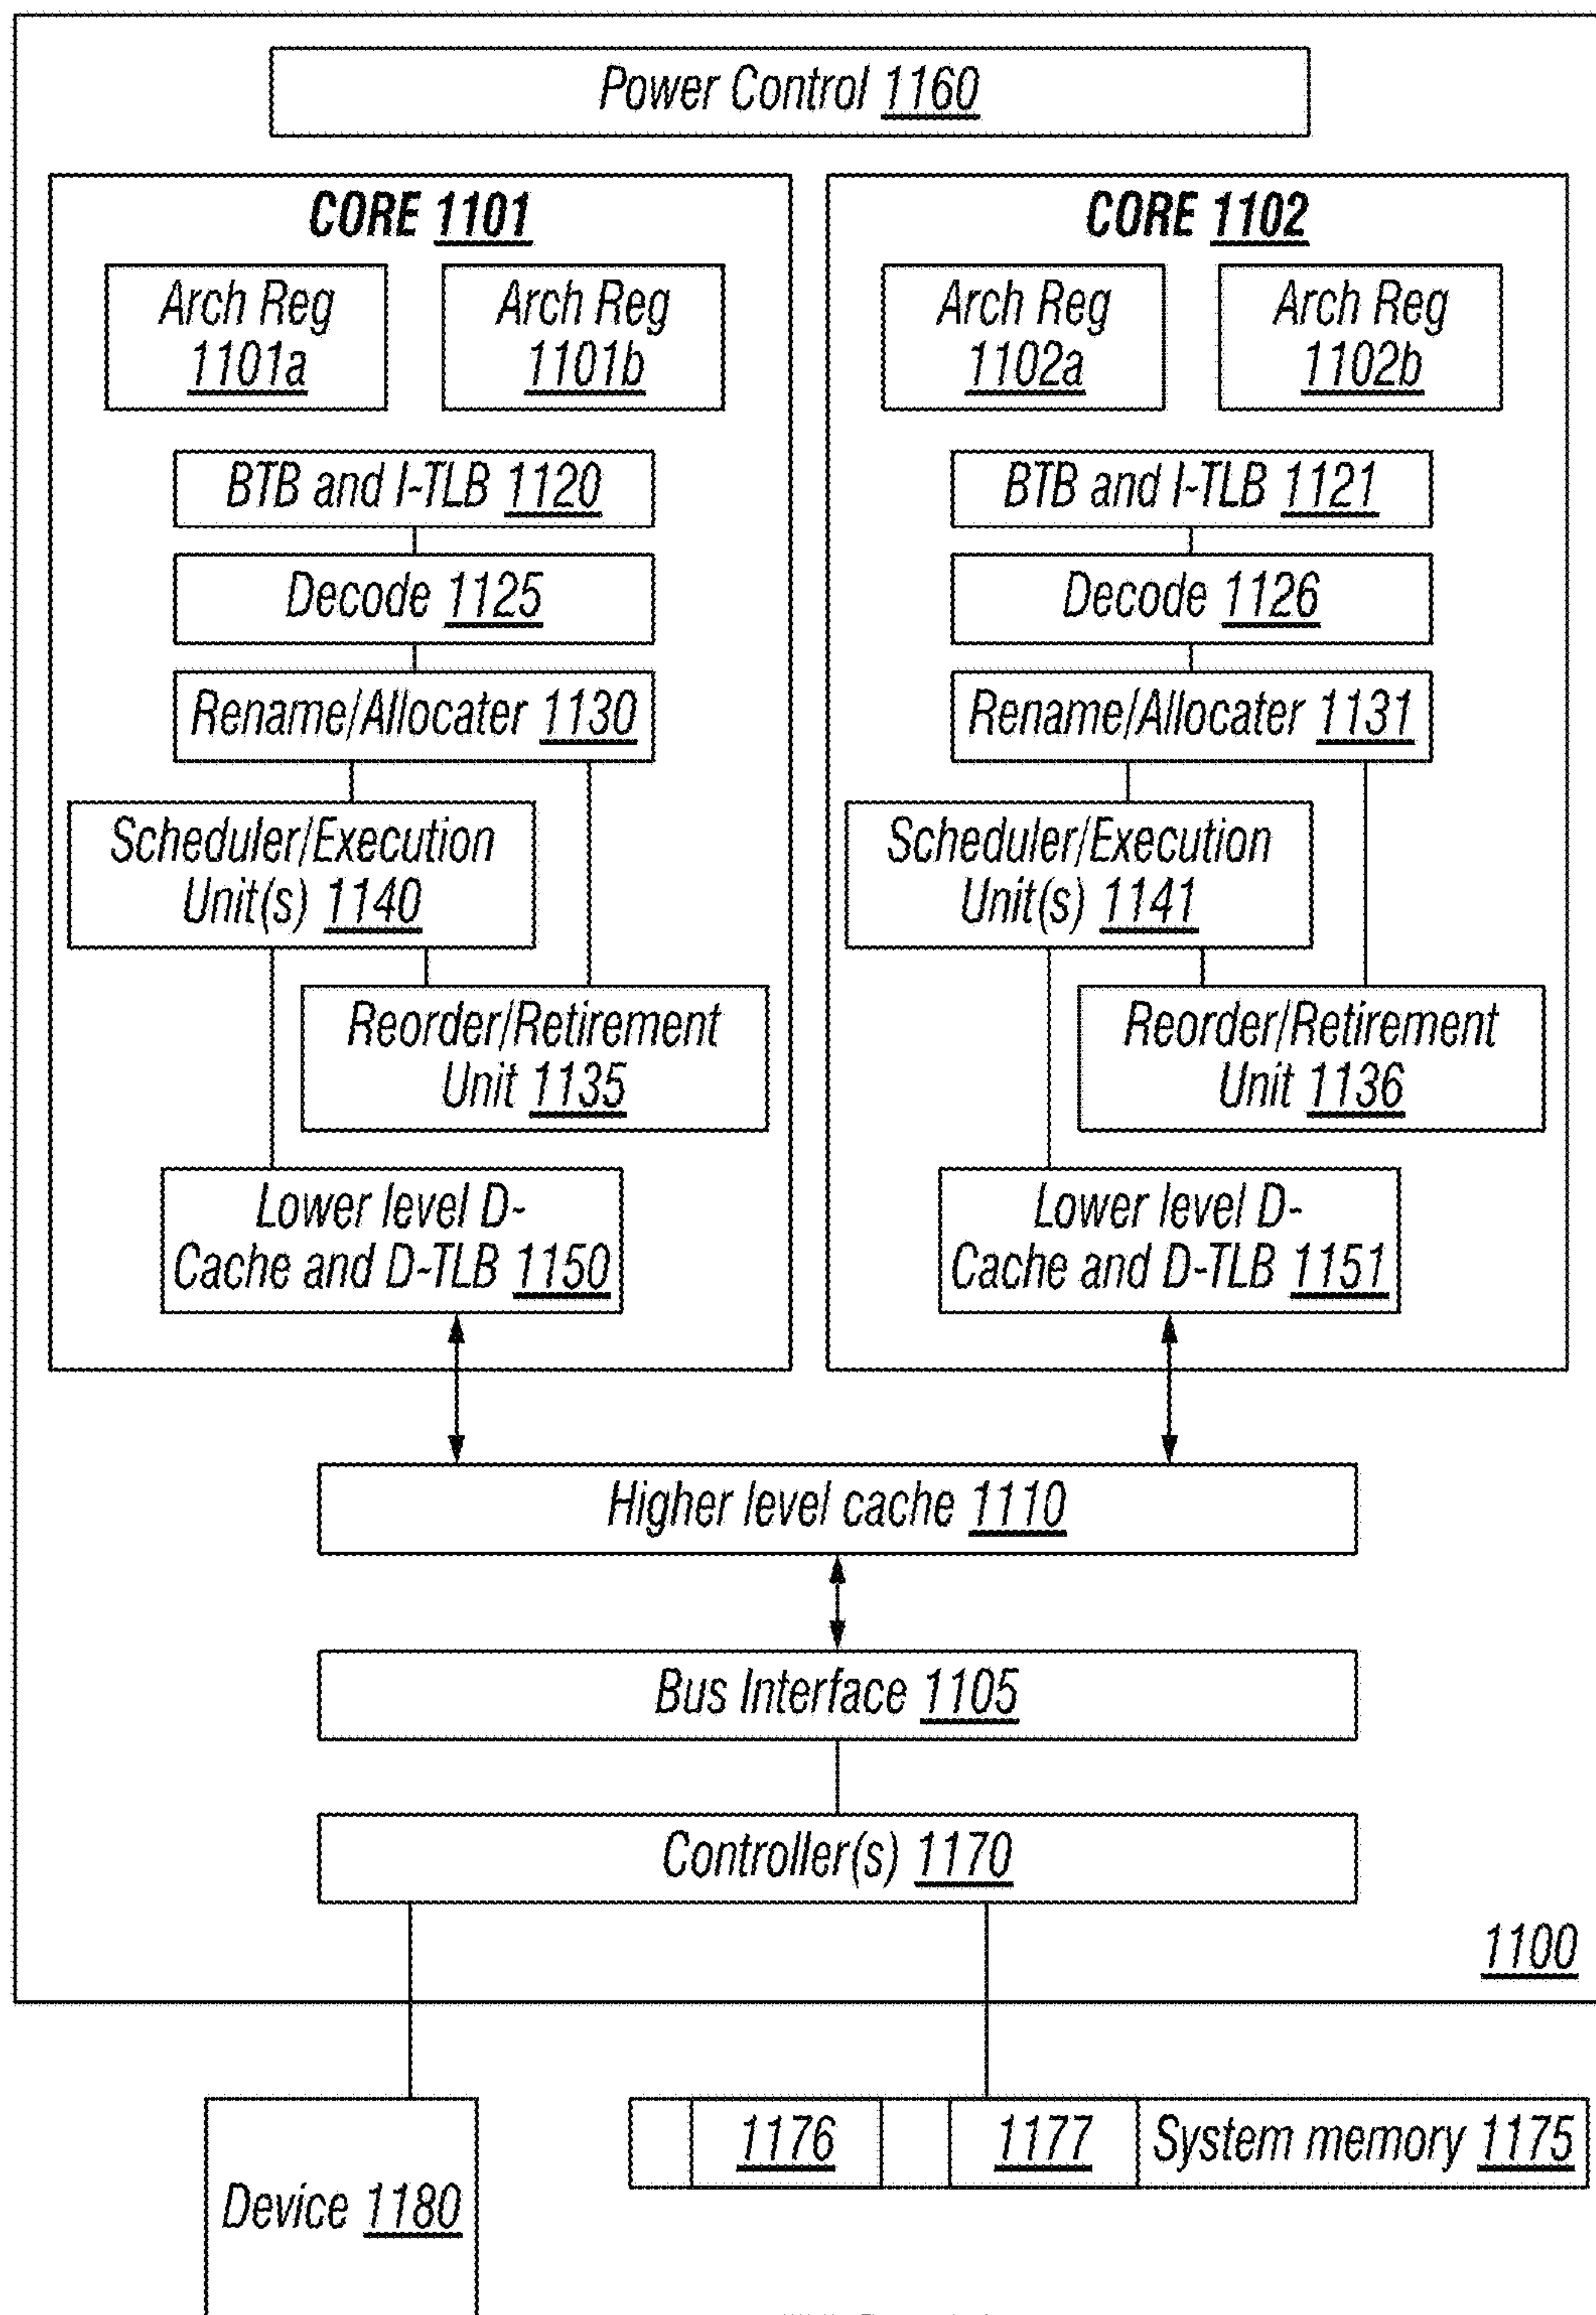 Power Control 1160
CORE 1101
Arch Reg
1101a
Arch Reg
1101b
BTB and I-TLB 1120
Decode 1125
Rename/Allocater 1130
Scheduler/Execution
Unit(s) 1140
Reorder/Retirement
Unit 1135
Lower level D-
Cache and D-TLB 1150
CORE 1102
Arch Reg
1102a
Arch Reg
1102b
BTB and I-TLB 1121
Decode 1126
Rename/Allocater 1131
Scheduler/Execution
Unit(s) 1141
Reorder/Retirement
Unit 1136
Lower level D-
Cache and D-TLB 1151
Higher level cache 1110
Bus Interface 1105
Controller(s) 1170
1100
Device 1180
1176
1177
System memory 1175